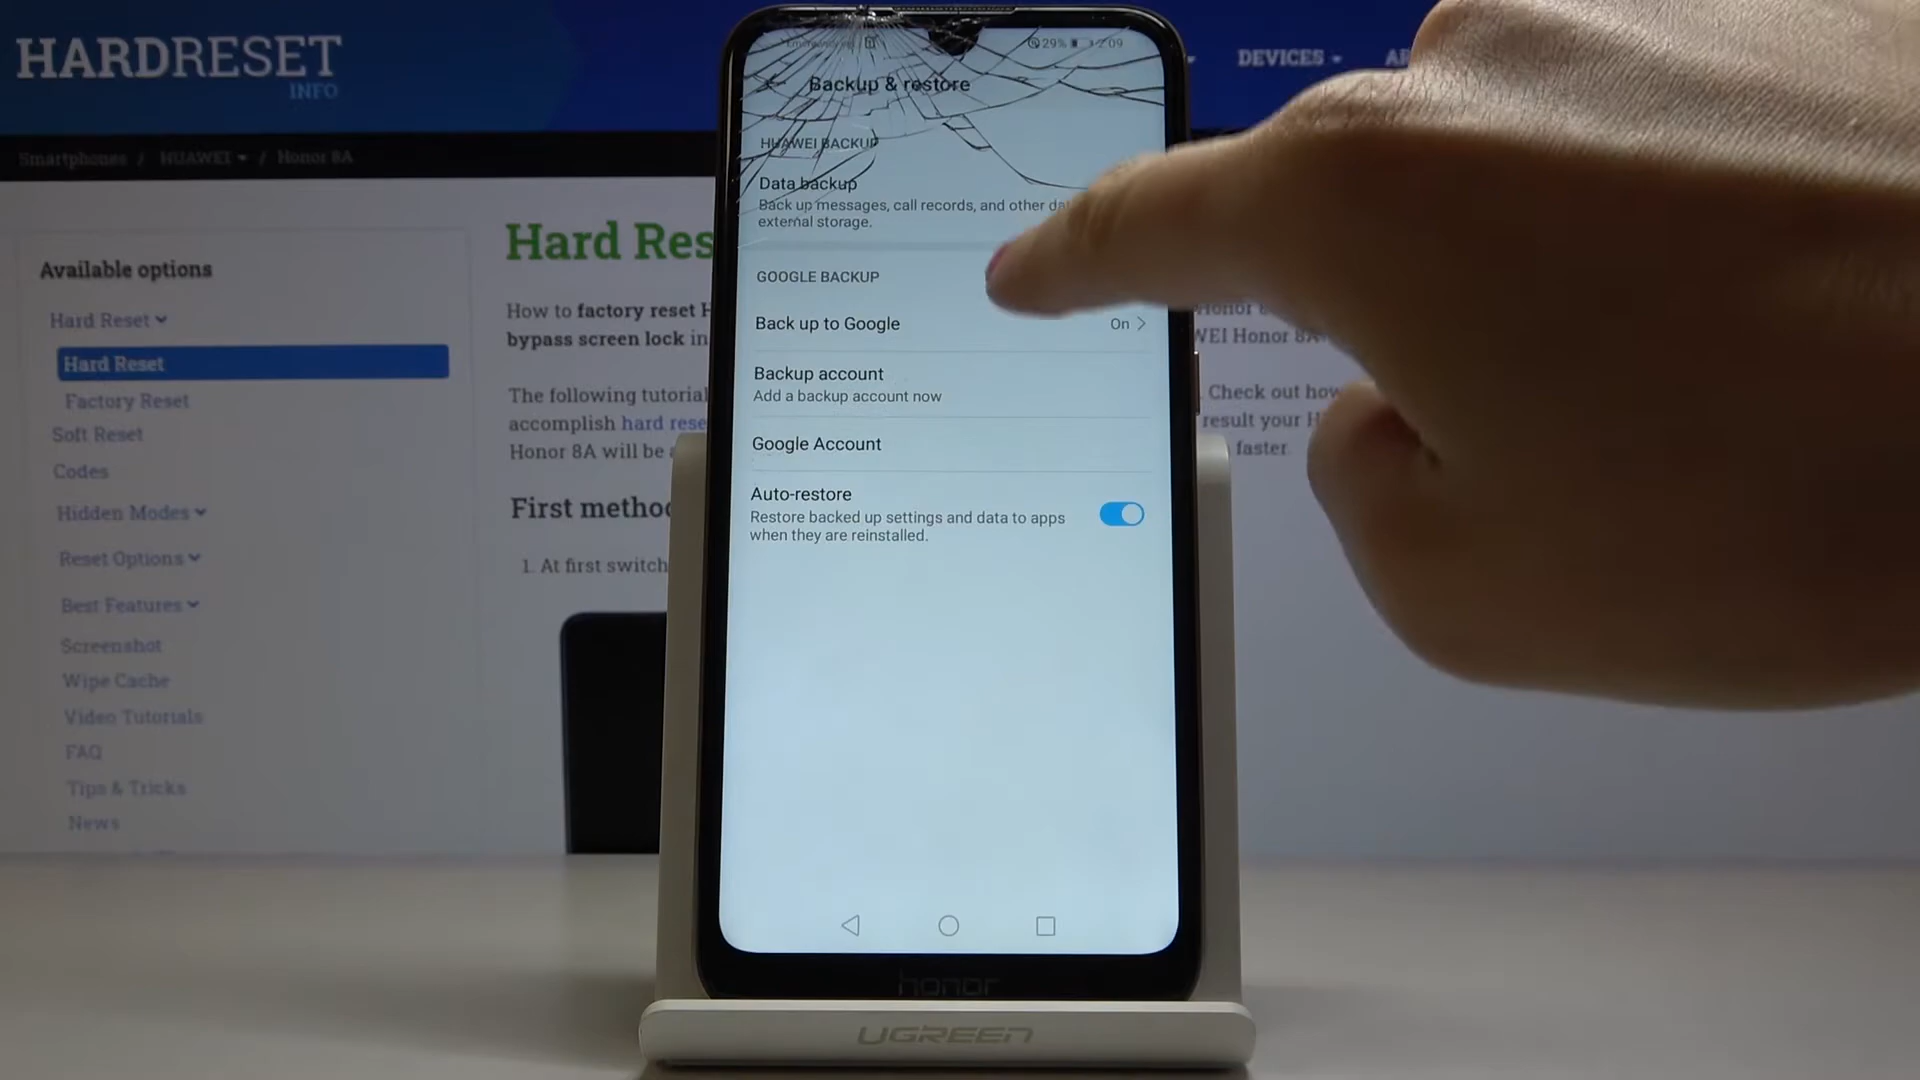 HARDRESET
INFO
DEVICES
Smartphones / HUAWEI / Honor 8A
Available options
Hard Reset
Hard Reset
Factory Reset
Soft Reset
Codes
Hidden Modes
Reset Options
Best Features
Screenshot
Wipe Cache
Video Tutorials
FAQ
Tips & Tricks
News
Hard Res
How to factory reset H
bypass screen lock in
The following tutorial
accomplish hard rese
Honor 8A will be a
First metho
1. At first switch
Honor 8
WEI Honor 8A
. Check out how
result your H
faster.
29% 2:09
Backup & restore
HUAWEI BACKUP
Data backup
Back up messages, call records, and other da
external storage.
GOOGLE BACKUP
Back up to Google On
Backup account
Add a backup account now
Google Account
Auto-restore
Restore backed up settings and data to apps
when they are reinstalled.
honor
UGREEN